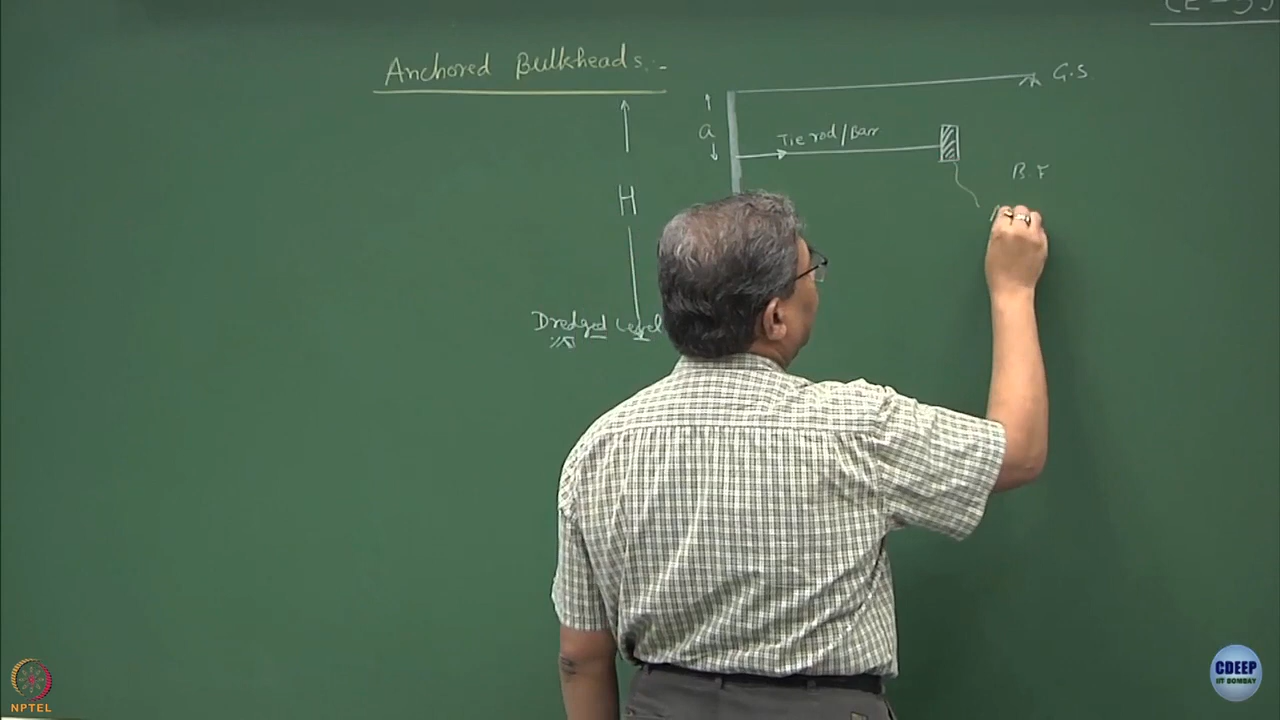 Anchored Bulkheads:-
G.S.
a
Tie rod/Bar
B.F
H
Dredged Level
NPTEL
CDEEP
IIT BOMBAY